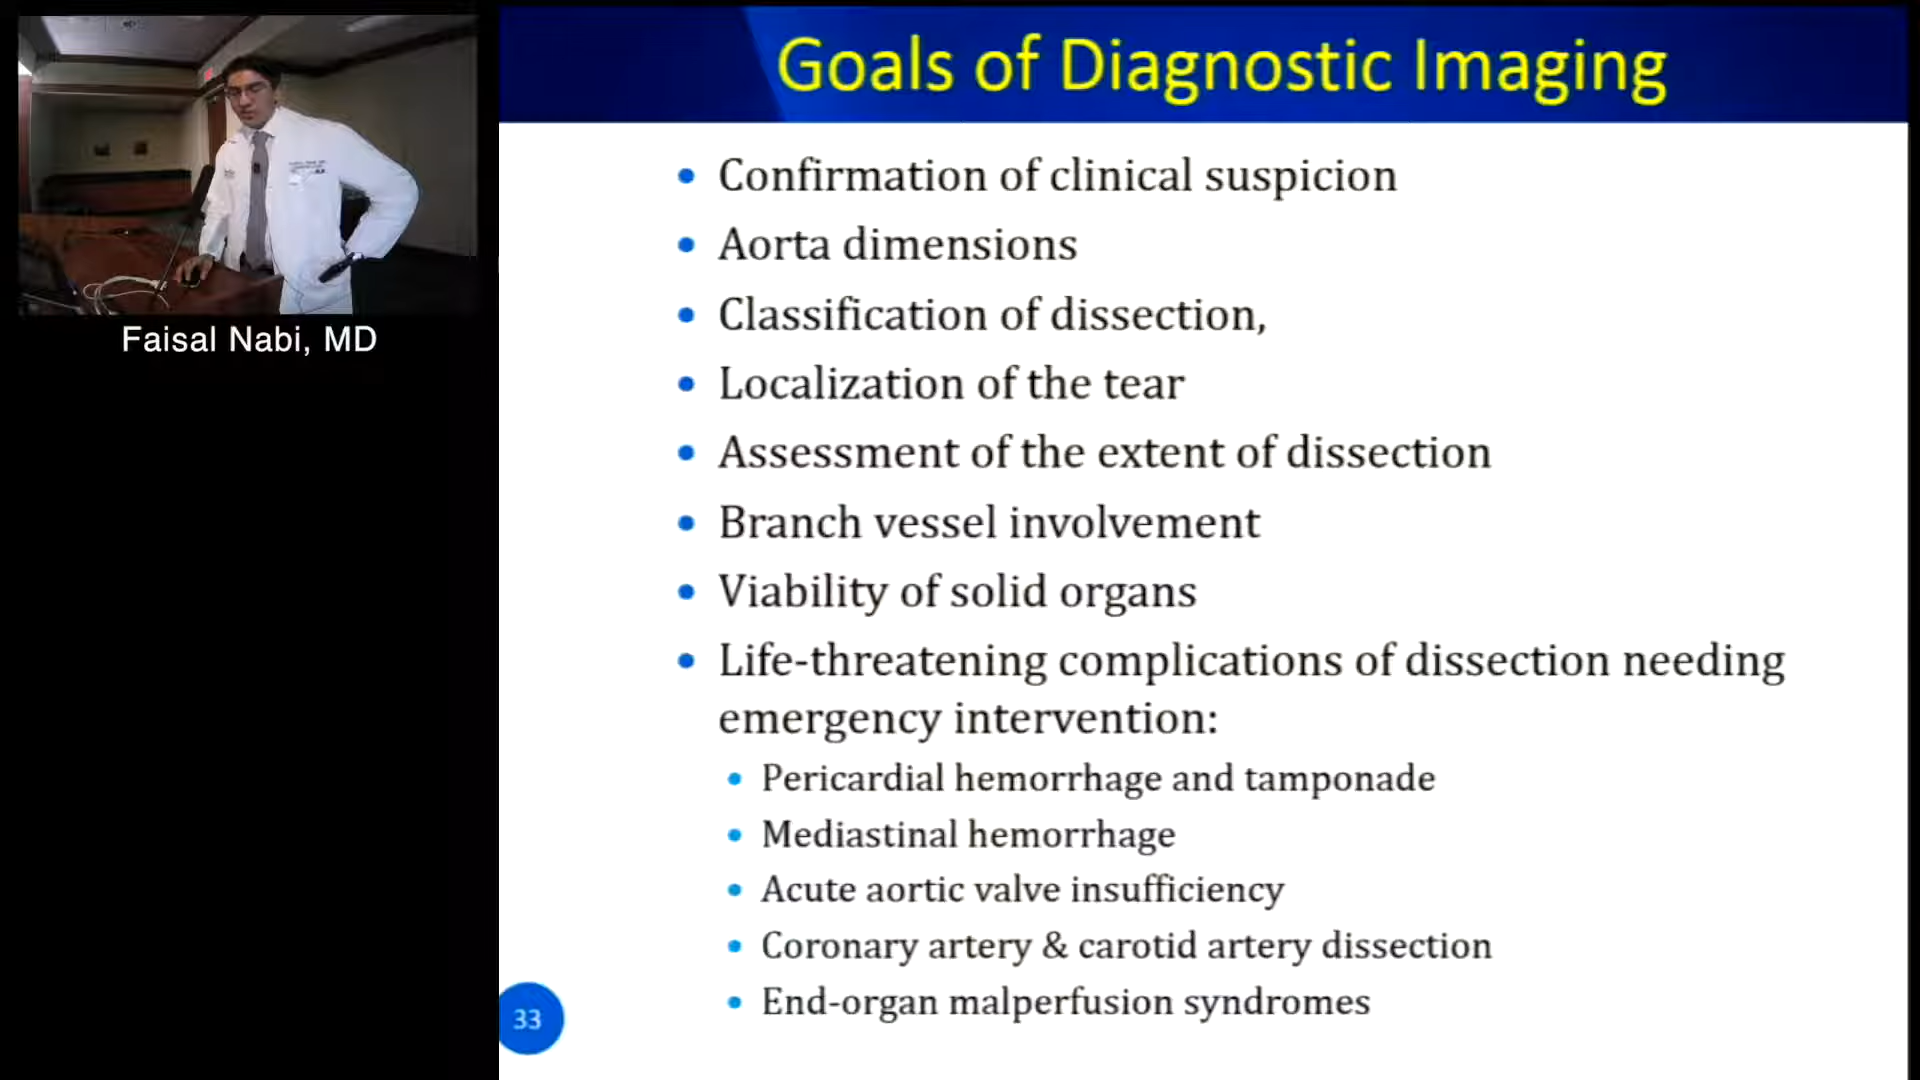 Goals of Diagnostic Imaging
Faisal Nabi, MD
• Confirmation of clinical suspicion
• Aorta dimensions
• Classification of dissection,
• Localization of the tear
• Assessment of the extent of dissection
• Branch vessel involvement
• Viability of solid organs
• Life-threatening complications of dissection needing
emergency intervention:
• Pericardial hemorrhage and tamponade
• Mediastinal hemorrhage
• Acute aortic valve insufficiency
• Coronary artery & carotid artery dissection
• End-organ malperfusion syndromes
33